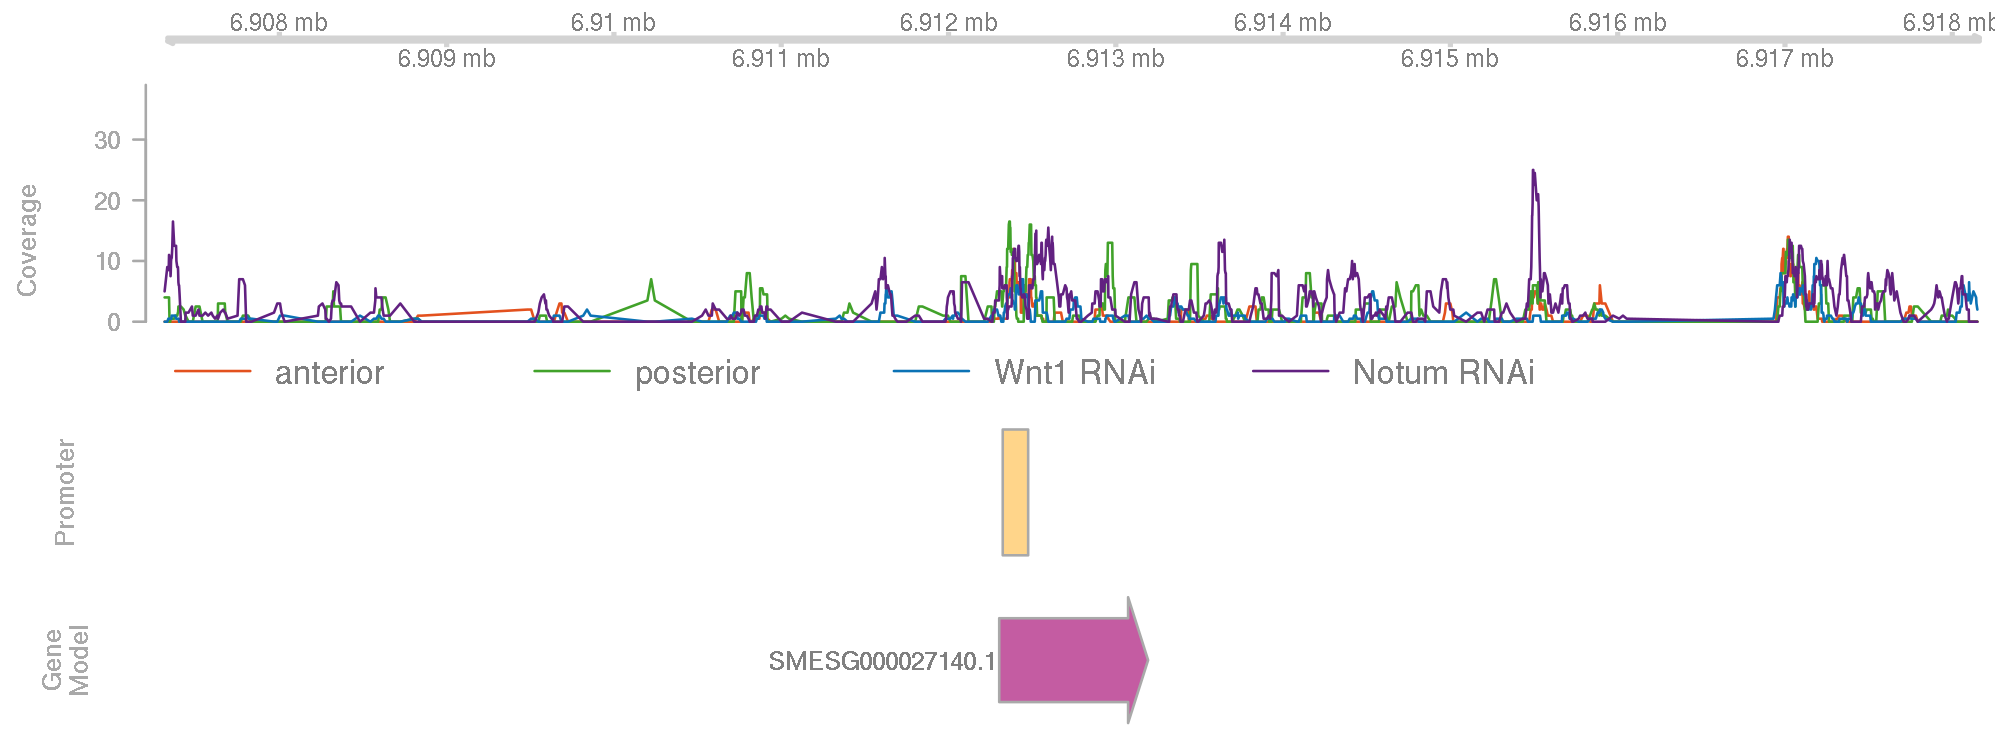 6.908 mb 6.91 mb 6.912 mb 6.914 mb 6.916 mb 6.918 mb
6.909 mb 6.911 mb 6.913 mb 6.915 mb 6.917 mb
Coverage
30
20
10
0
anterior posterior Wnt1 RNAi Notum RNAi
Promoter
Gene
Model
SMESG000027140.1